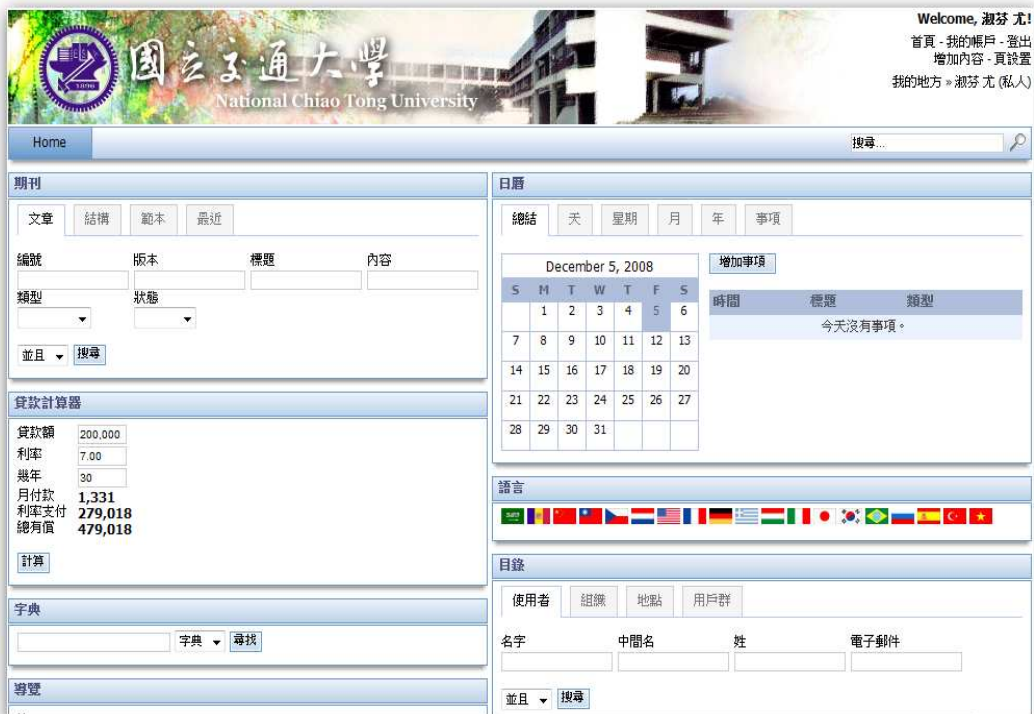 Welcome, 淑芬 尤!
首頁 - 我的帳戶 - 登出
增加內容 - 頁設置
我的地方 » 淑芬 尤 (私人)
1896
國立交通大學
National Chiao Tong University
Home
搜尋...
期刊
文章 結構 範本 最近
編號 版本 標題 內容
類型 狀態
並且 搜尋
貸款計算器
貸款額 200,000
利率 7.00
幾年 30
月付款 1,331
利率支付 279,018
總有償 479,018
計算
字典
字典 尋找
導覽
日曆
總結 天 星期 月 年 事項
December 5, 2008
S M T W T F S
1 2 3 4 5 6
7 8 9 10 11 12 13
14 15 16 17 18 19 20
21 22 23 24 25 26 27
28 29 30 31
增加事項
時間 標題 類型
今天沒有事項。
語言
目錄
使用者 組織 地點 用戶群
名字 中間名 姓 電子郵件
並且 搜尋